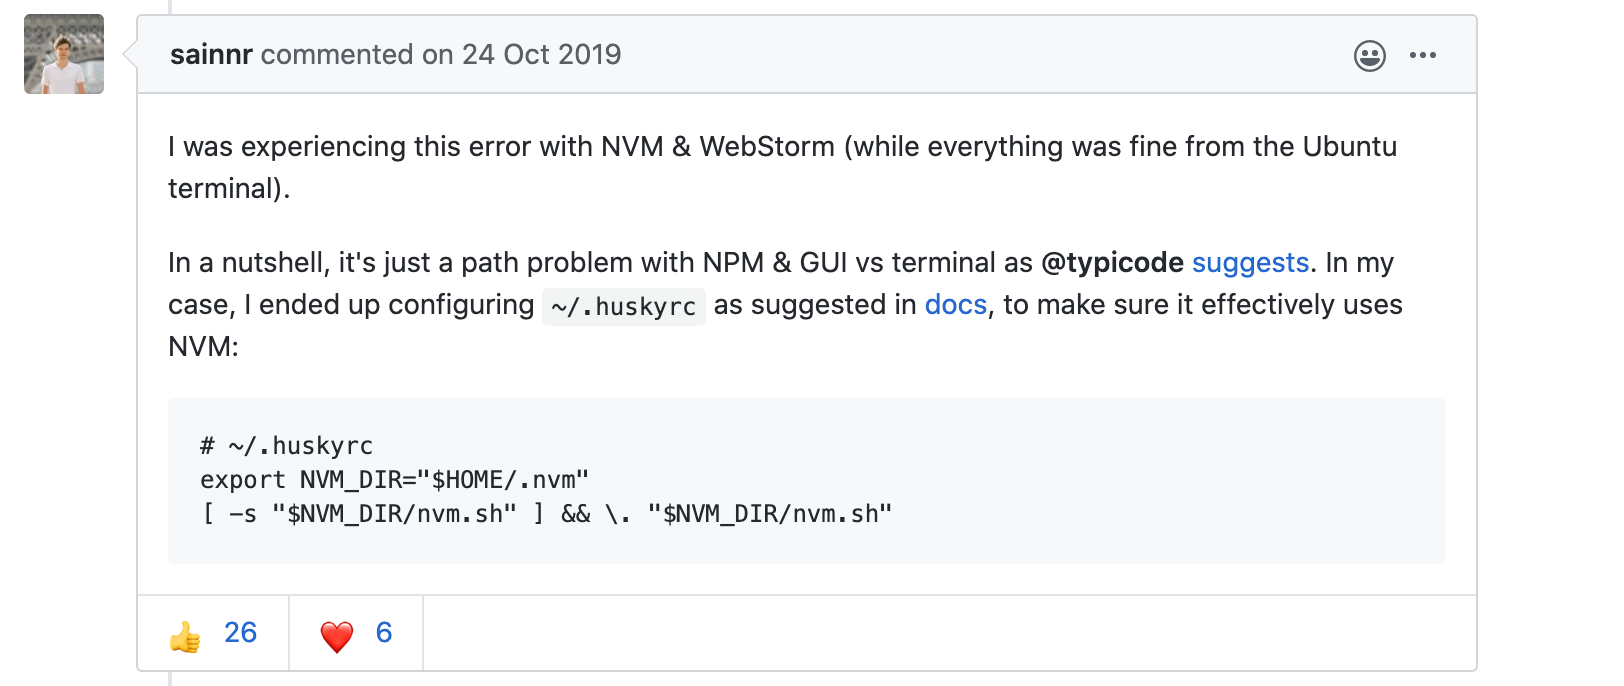 sainnr commented on 24 Oct 2019
I was experiencing this error with NVM & WebStorm (while everything was fine from the Ubuntu
terminal).
In a nutshell, it's just a path problem with NPM & GUI vs terminal as @typicode suggests. In my
case, I ended up configuring ~/.huskyrc as suggested in docs, to make sure it effectively uses
NVM:
# ~/.huskyrc
export NVM_DIR="$HOME/.nvm"
[ -s "$NVM_DIR/nvm.sh" ] && \. "$NVM_DIR/nvm.sh"
26 6